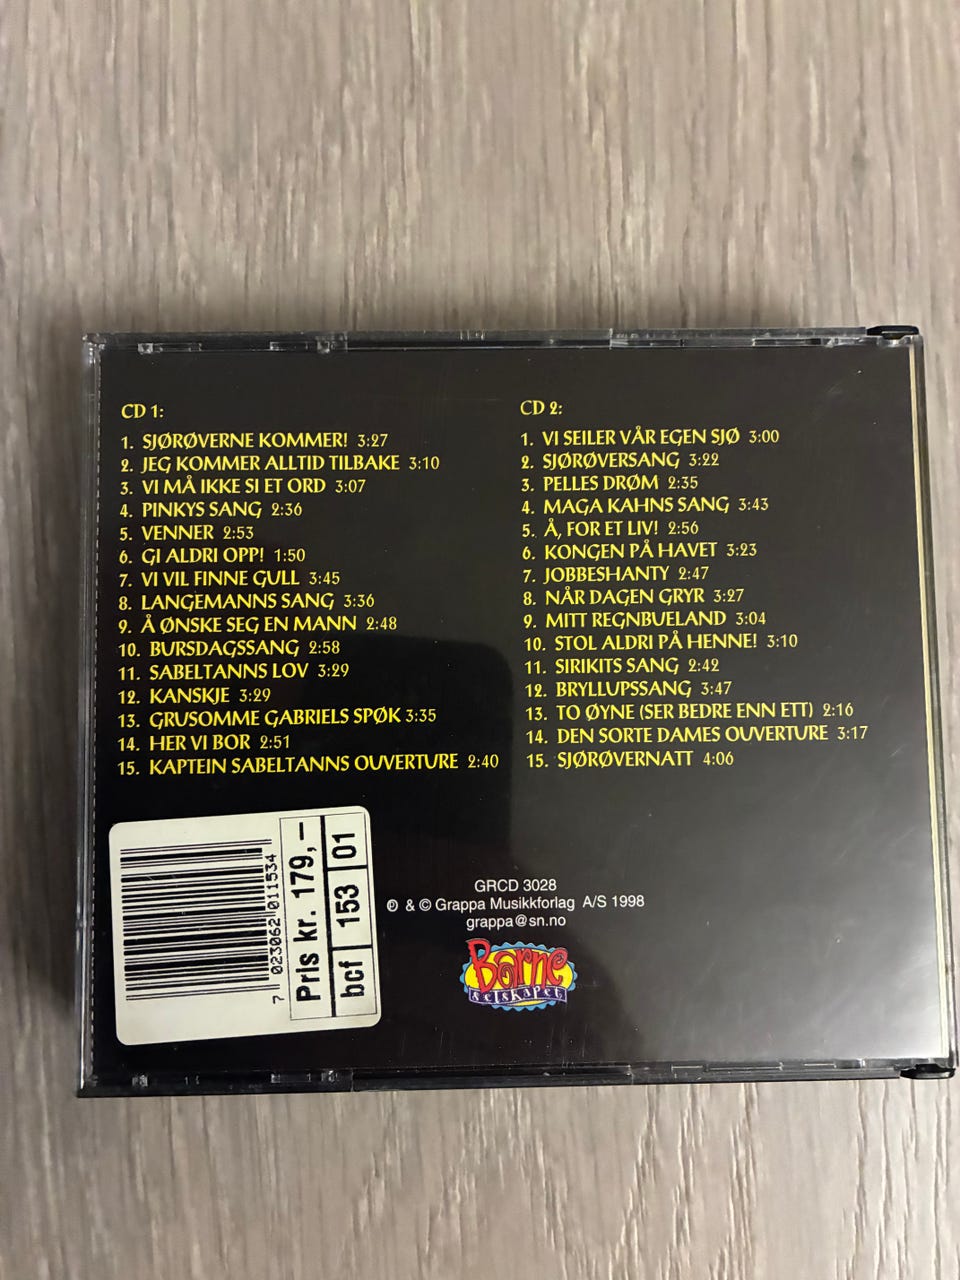 CD 1:
1. SJØRØVERNE KOMMER! 3:27
2. JEG KOMMER ALLTID TILBAKE 3:10
3. VI MÅ IKKE SI ET ORD 3:07
4. PINKYS SANG 2:36
5. VENNER 2:53
6. GI ALDRI OPP! 1:50
7. VI VIL FINNE GULL 3:45
8. LANGEMANNS SANG 3:36
9. Å ØNSKE SEG EN MANN 2:48
10. BURSDAGSSANG 2:58
11. SABELTANNS LOV 3:29
12. KANSKJE 3:29
13. GRUSOMME GABRIELS SPØK 3:35
14. HER VI BOR 2:51
15. KAPTEIN SABELTANNS OUVERTURE 2:40
CD 2:
1. VI SEILER VÅR EGEN SJØ 3:00
2. SJØRØVERSANG 3:22
3. PELLES DRØM 2:35
4. MAGA KAHNS SANG 3:43
5. Å, FOR ET LIV! 2:56
6. KONGEN PÅ HAVET 3:23
7. JOBBESHANTY 2:47
8. NÅR DAGEN GRYR 3:27
9. MITT REGNBUELAND 3:04
10. STOL ALDRI PÅ HENNE! 3:10
11. SIRIKITS SANG 2:42
12. BRYLLUPSSANG 3:47
13. TO ØYNE (SER BEDRE ENN ETT) 2:16
14. DEN SORTE DAMES OUVERTURE 3:17
15. SJØRØVERNATT 4:06
7 023062 011534
Pris kr. 179,–
bcf 153 01
GRCD 3028
℗ & © Grappa Musikkforlag A/S 1998
grappa@sn.no
Barne
selskapet